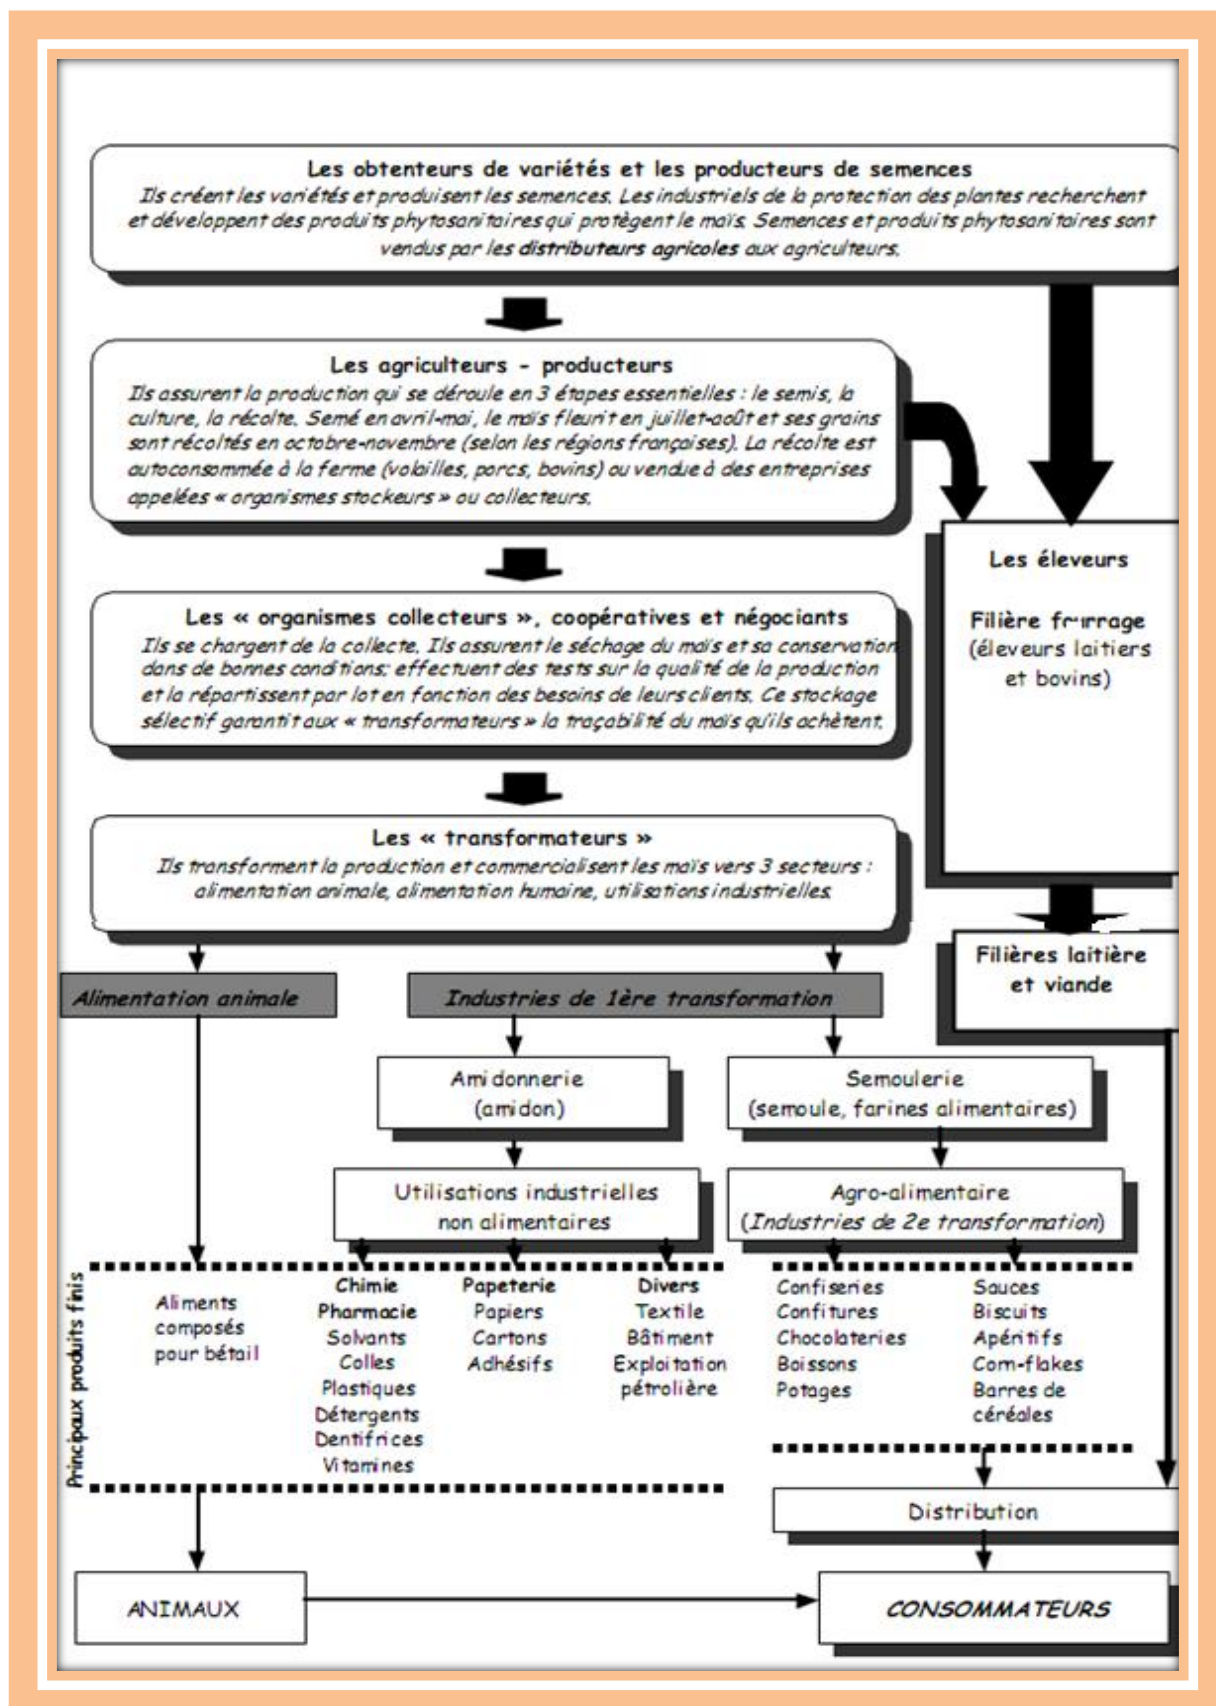 Les obtenteurs de variétés et les producteurs de semences
Ils créent les variétés et produisent les semences. Les industriels de la protection des plantes recherchent
et développent des produits phytosanitaires qui protègent le maïs. Semences et produits phytosanitaires sont
vendus par les distributeurs agricoles aux agriculteurs.
Les agriculteurs - producteurs
Ils assurent la production qui se déroule en 3 étapes essentielles : le semis, la
culture, la récolte. Semé en avril-mai, le maïs fleurit en juillet-août et ses grains
sont récoltés en octobre-novembre (selon les régions françaises). La récolte est
autoconsommée à la ferme (volailles, porcs, bovins) ou vendue à des entreprises
appelées « organismes stockeurs » ou collecteurs.
Les éleveurs
Filière
(éleveurs laitiers
et bovins)
Les « organismes collecteurs », coopératives et négociants
Ils se chargent de la collecte. Ils assurent le séchage du maïs et sa conservation
dans de bonnes conditions; effectuent des tests sur la qualité de la production
et la répartissent par lot en fonction des besoins de leurs clients. Ce stockage
sélectif garantit aux « transformateurs » la traçabilité du maïs qu'ils achètent.
Les « transformateurs »
Ils transforment la production et commercialisent les maïs vers 3 secteurs :
alimentation animale, alimentation humaine, utilisations industrielles.
Filières laitière
et viande
Alimentation animale
Industries de 1ère transformation
Amidonnerie
(amidon)
Semoulerie
(semoule, farines alimentaires)
Utilisations industrielles
non alimentaires
Agro-alimentaire
(Industries de 2e transformation)
Principaux produits finis
Aliments
composés
pour bétail
Chimie
Pharmacie
Solvants
Colles
Plastiques
Détergents
Dentifrices
Vitamines
Papeterie
Papiers
Cartons
Adhésifs
Divers
Textile
Bâtiment
Exploitation
pétrolière
Confiseries
Confitures
Chocolateries
Boissons
Potages
Sauces
Biscuits
Apéritifs
Corn-flakes
Barres de
céréales
Distribution
ANIMAUX
CONSOMMATEURS